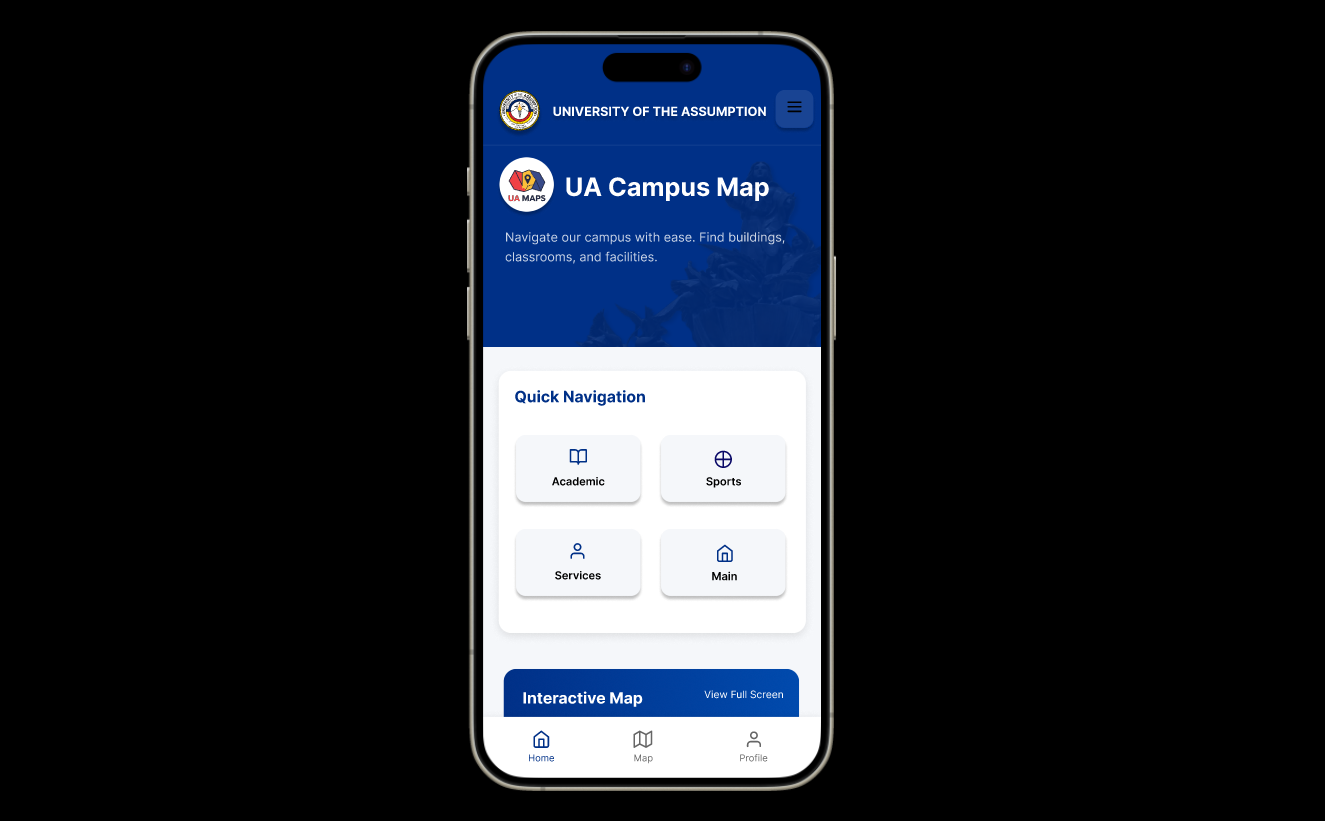 UNIVERSITY OF THE ASSUMPTION
UA MAPS
UA Campus Map
Navigate our campus with ease. Find buildings,
classrooms, and facilities.
Quick Navigation
Academic
Sports
Services
Main
Interactive Map
View Full Screen
Home
Map
Profile